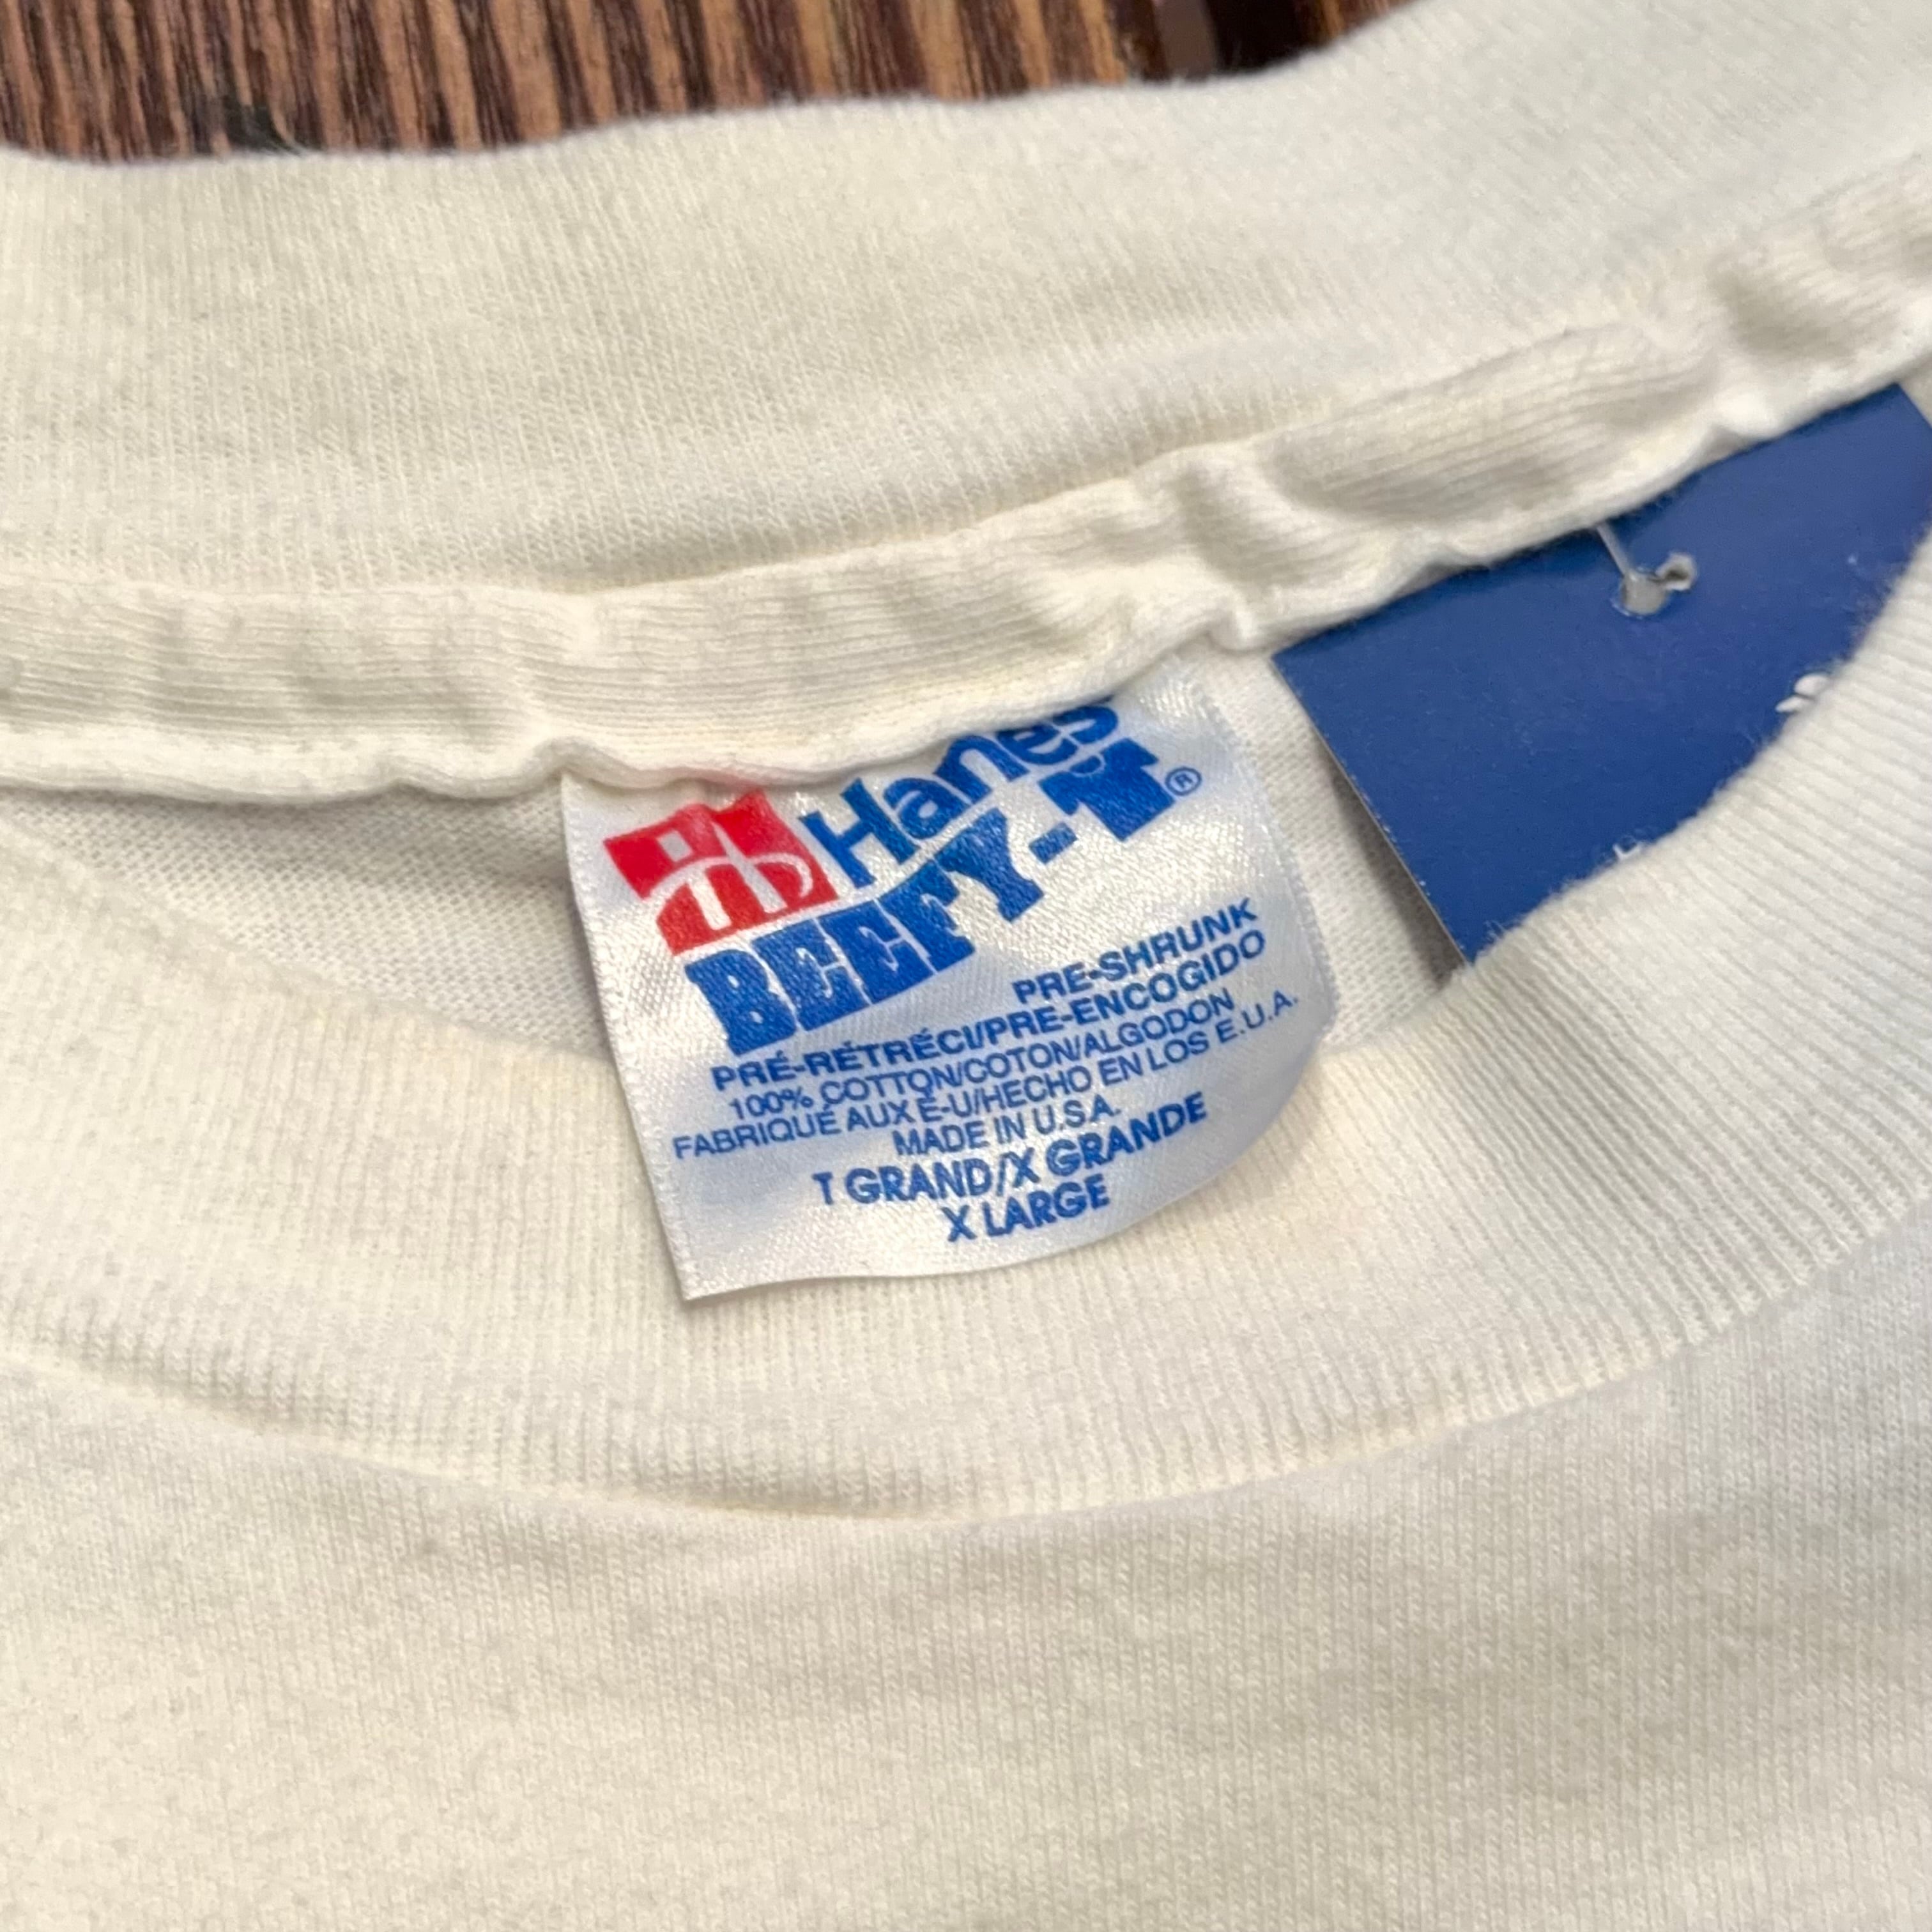 Hanes
BEEFY-T®
PRE-SHRUNK
PRÉ-RÉTRÉCI/PRE-ENCOGIDO
100% COTTON/COTON/ALGODON
FABRIQUÉ AUX É-U/HECHO EN LOS E.U.A.
MADE IN U.S.A.
T GRAND/X GRANDE
X LARGE